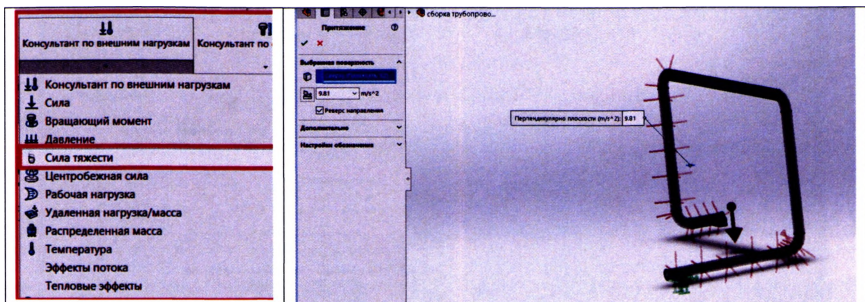 Консультант по внешним нагрузкам
Консультант по
Консультант по внешним нагрузкам
Сила
Вращающий момент
Давление
Сила тяжести
Центробежная сила
Рабочая нагрузка
Удаленная нагрузка/масса
Распределенная масса
Температура
Эффекты потока
Тепловые эффекты
сборка трубопрово...
Притяжение
Выбранная поверхность
9.81 m/s^2
Реверс направления
Дополнительно
Настройки обозначения
Перпендикулярно плоскости (m/s^2): 9.81